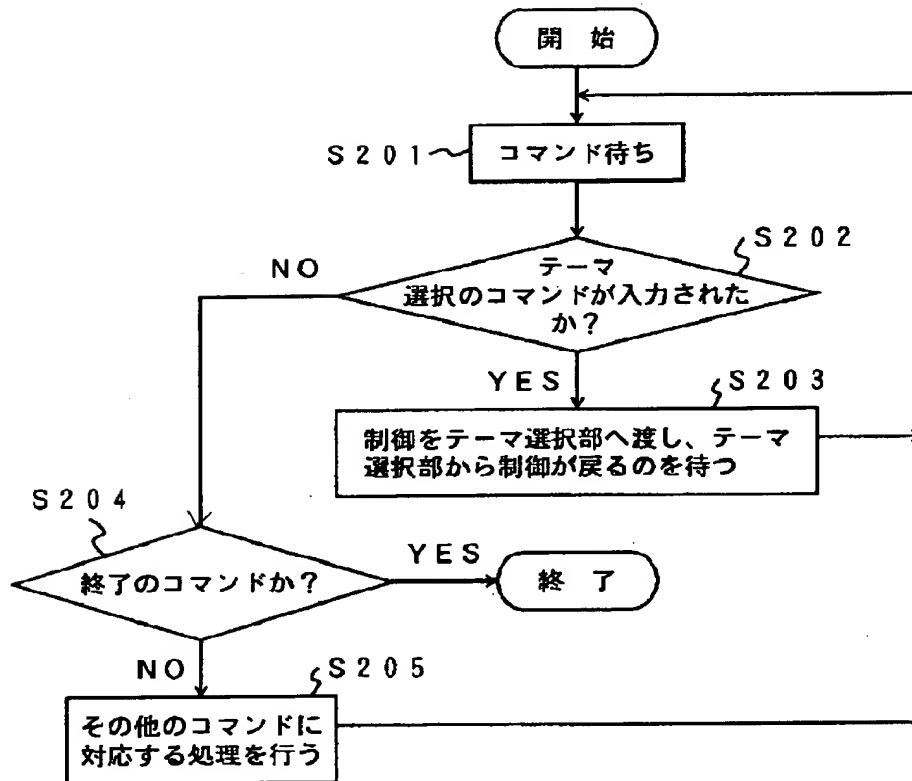 開 始
S201
コマンド待ち
S202
NO
テーマ
選択のコマンドが入力された
か?
YES
S203
制御をテーマ選択部へ渡し、テーマ
選択部から制御が戻るのを待つ
S204
終了のコマンドか?
YES
終 了
NO
S205
その他のコマンドに
対応する処理を行う